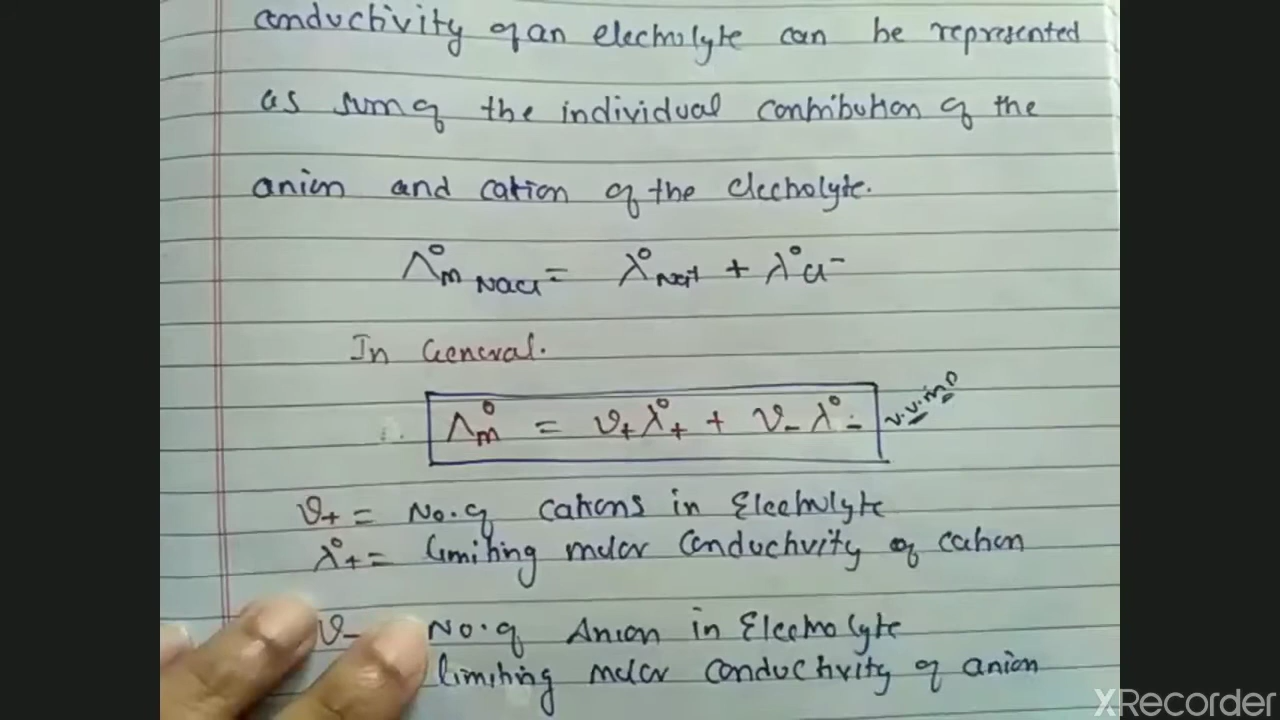 conductivity of an electrolyte can be represented
as sum of the individual contribution of the
anion and cation of the electrolyte.
Λ°m NaCl = λ°Na+ + λ°Cl-
In General.
Λ°m = ν+ λ°+ + ν- λ°-
v.v.imp
ν+ = No. of cations in Electrolyte
λ°+ = limiting molar conductivity of cation
ν- No. of Anion in Electrolyte
limiting molar conductivity of anion
XRecorder